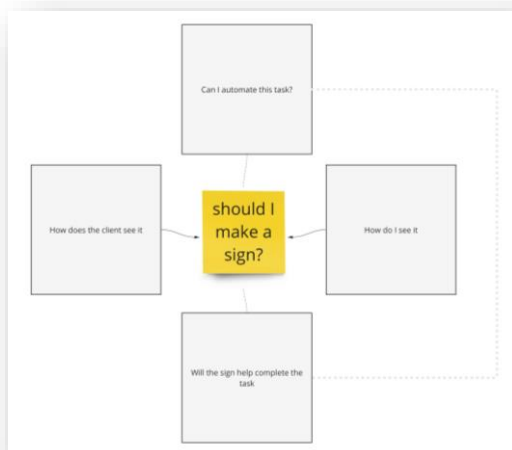 Can I automate this task?
How does the client see it
should I
make a
sign?
How do I see it
Will the sign help complete the
task